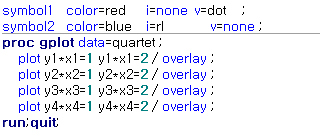 symbol1 color=red i=none v=dot ;
symbol2 color=blue i=rl v=none ;
proc gplot data=quartet ;
plot y1*x1=1 y1*x1=2 / overlay ;
plot y2*x2=1 y2*x2=2 / overlay ;
plot y3*x3=1 y3*x3=2 / overlay ;
plot y4*x4=1 y4*x4=2 / overlay ;
run;quit;